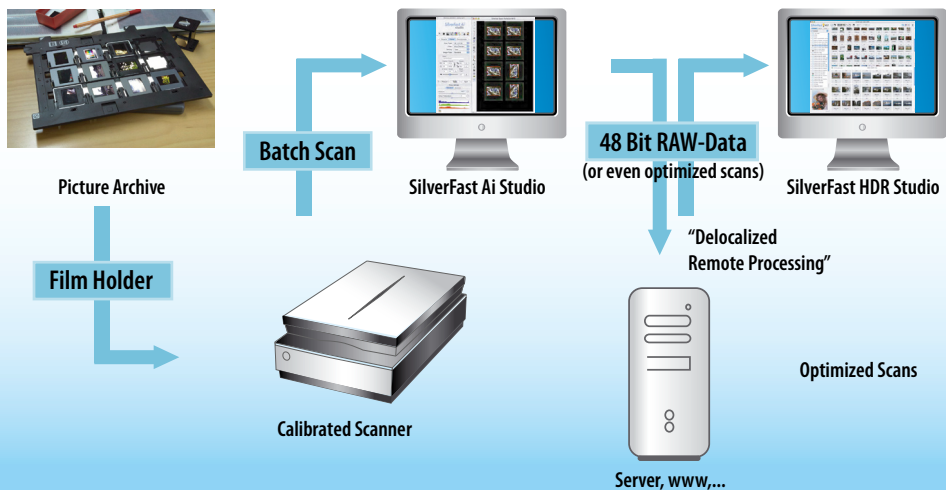 Picture Archive
Film Holder
Calibrated Scanner
Batch Scan
SilverFast Ai Studio
48 Bit RAW-Data
(or even optimized scans)
"Delocalized
Remote Processing"
Server, www,...
SilverFast HDR Studio
Optimized Scans